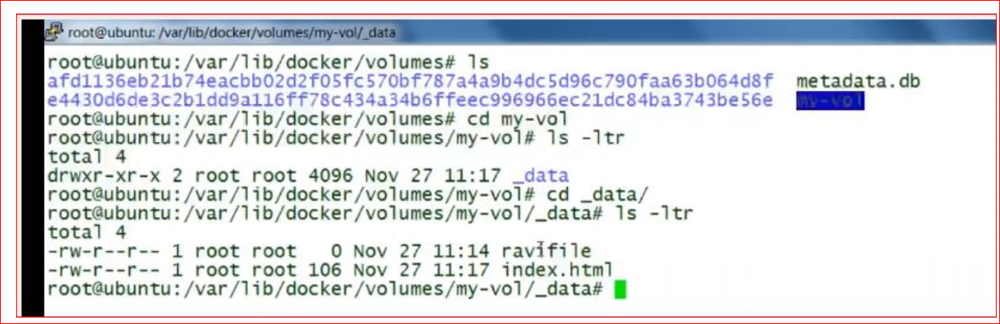 root@ubuntu: /var/lib/docker/volumes/my-vol/_data
root@ubuntu:/var/lib/docker/volumes# ls
afd1136eb21b74eacbb02d2f05fc570bf787a4a9b4dc5d96c790faa63b064d8f metadata.db
e4430d6de3c2b1dd9a116ff78c434a34b6ffeec996966ec21dc84ba3743be56e my-vol
root@ubuntu:/var/lib/docker/volumes# cd my-vol
root@ubuntu:/var/lib/docker/volumes/my-vol# ls -ltr
total 4
drwxr-xr-x 2 root root 4096 Nov 27 11:17 _data
root@ubuntu:/var/lib/docker/volumes/my-vol# cd _data/
root@ubuntu:/var/lib/docker/volumes/my-vol/_data# ls -ltr
total 4
-rw-r--r-- 1 root root   0 Nov 27 11:14 ravifile
-rw-r--r-- 1 root root 106 Nov 27 11:17 index.html
root@ubuntu:/var/lib/docker/volumes/my-vol/_data#